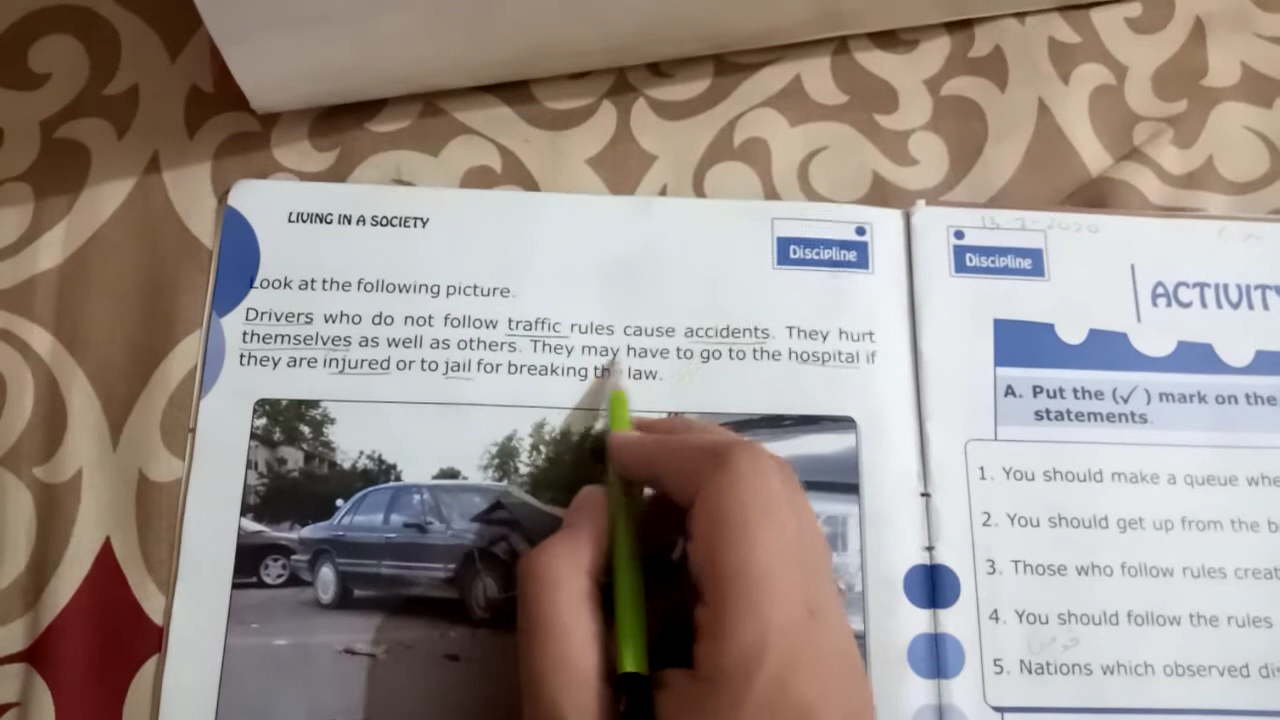 LIVING IN A SOCIETY
Discipline
Look at the following picture.
Drivers who do not follow traffic rules cause accidents. They hurt
themselves as well as others. They may have to go to the hospital if
they are injured or to jail for breaking the law.
13-7-2020
Discipline
ACTIVIT
A. Put the (✓) mark on the
statements.
1. You should make a queue whe
2. You should get up from the b
3. Those who follow rules creat
4. You should follow the rules
5. Nations which observed di